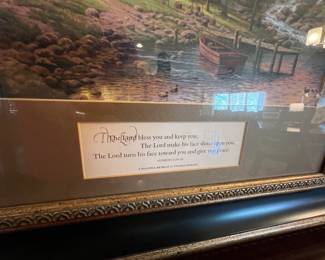 The Lord bless you and keep you;
The Lord make his face shine upon you,
The Lord turn his face toward you and give you peace.